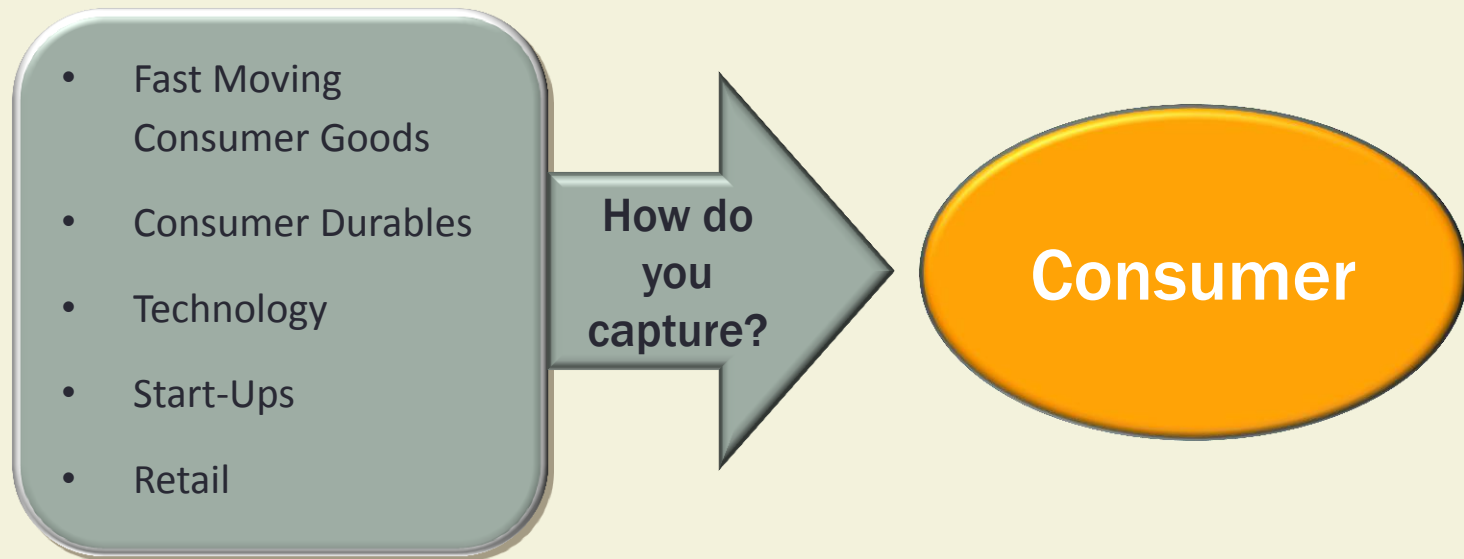 • Fast Moving
Consumer Goods
• Consumer Durables
• Technology
• Start-Ups
• Retail
How do
you
capture?
Consumer